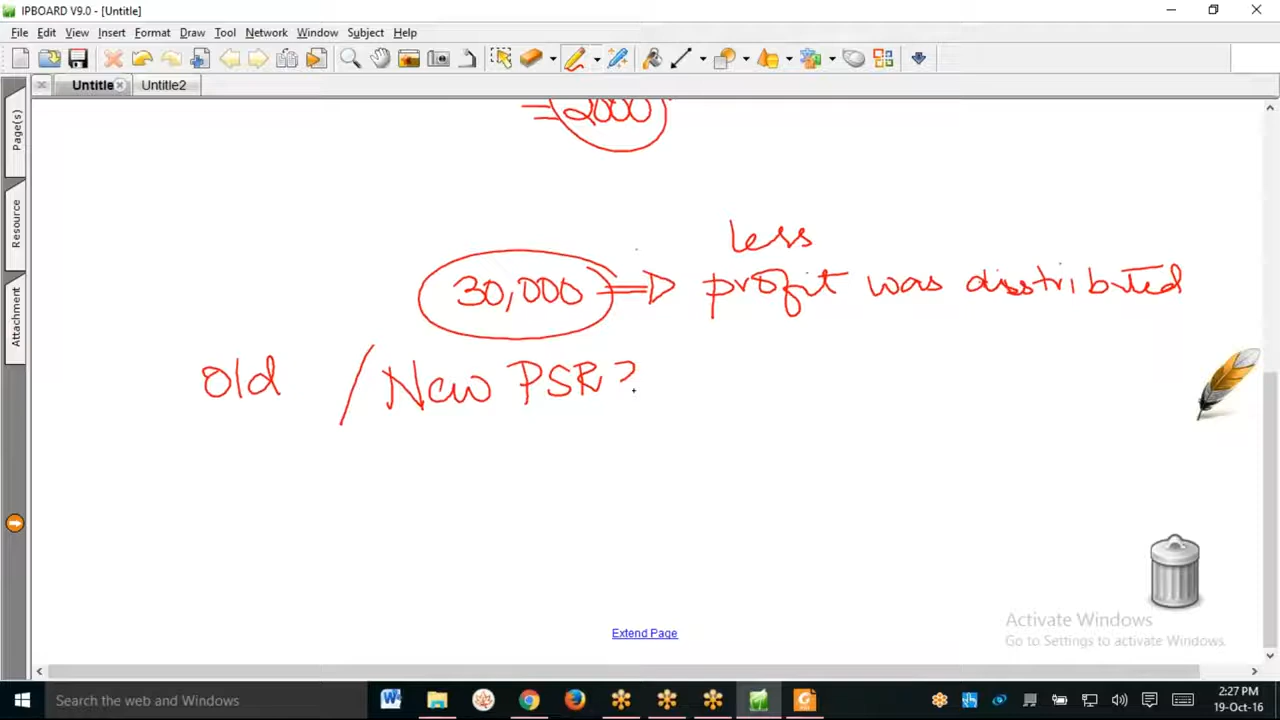 IPBOARD V9.0 - [Untitle]
File Edit View Insert Format Draw Tool Network Window Subject Help
Untitle Untitle2
Page(s)
Resource
Attachment
=2000
less
30,000 ⇒ profit was distributed
Old / New PSR?
Extend Page
Activate Windows
Go to Settings to activate Windows.
Search the web and Windows
2:27 PM
19-Oct-16